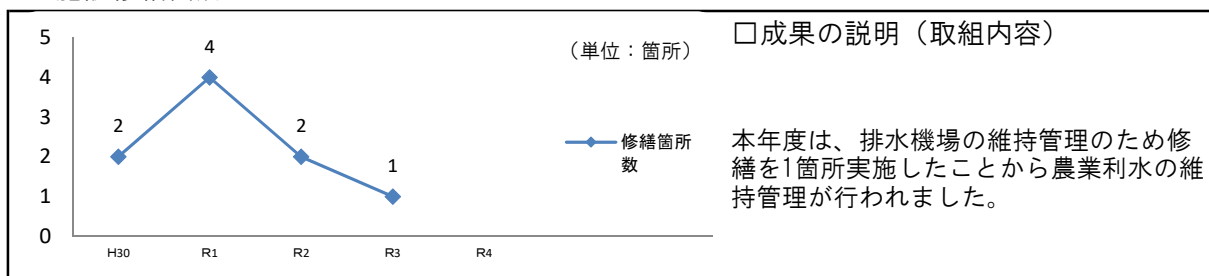 5
4
3
2
1
0
（単位：箇所）
2
4
2
1
修繕箇所
数
H30
R1
R2
R3
R4
□成果の説明（取組内容）
本年度は、排水機場の維持管理のため修
繕を1箇所実施したことから農業利水の維
持管理が行われました。